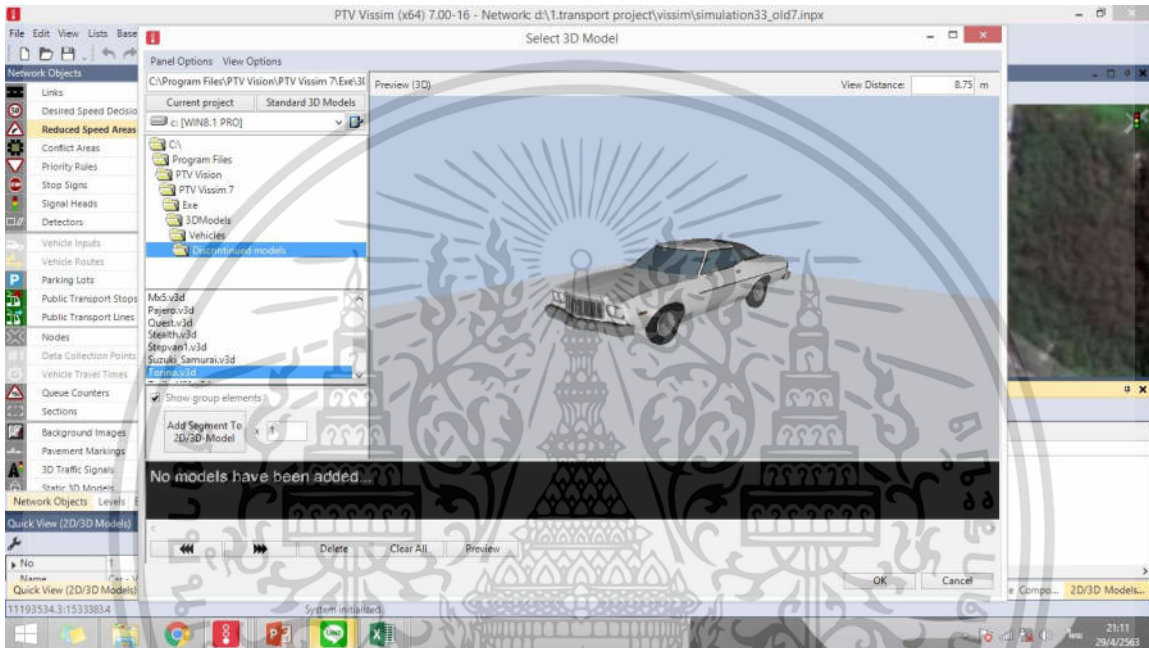 PTV Vissim (x64) 7.00-16 - Network: d:\1.transport project\vissim\simulation33_old7.inpx
File Edit View Lists Base
Select 3D Model
Panel Options View Options
Network Objects
Links
Desired Speed Decisio
Reduced Speed Areas
Conflict Areas
Priority Rules
Stop Signs
Signal Heads
Detectors
Vehicle Inputs
Vehicle Routes
Parking Lots
Public Transport Stops
Public Transport Lines
Nodes
Data Collection Points
Vehicle Travel Times
Queue Counters
Sections
Background Images
Pavement Markings
3D Traffic Signals
Static 3D Models
Network Objects Levels
Quick View (2D/3D Models)
No 1
Name Car - V
Quick View (2D/3D Models)
11193534.3:1533383.4
System initialized
C:\Program Files\PTV Vision\PTV Vissim 7\Exe\3D
Current project Standard 3D Models
c: [WIN8.1 PRO]
C:\
Program Files
PTV Vision
PTV Vissim 7
Exe
3DModels
Vehicles
Discontinued models
Mx5.v3d
Pajero.v3d
Quest.v3d
Stealth.v3d
Stepvan1.v3d
Suzuki_Samurai.v3d
Torino.v3d
Show group elements
Add Segment To
2D/3D-Model
x 1
Preview (3D)
View Distance: 8.75 m
No models have been added...
Delete Clear All Preview
OK Cancel
e Compo... 2D/3D Models...
21:11
29/4/2563